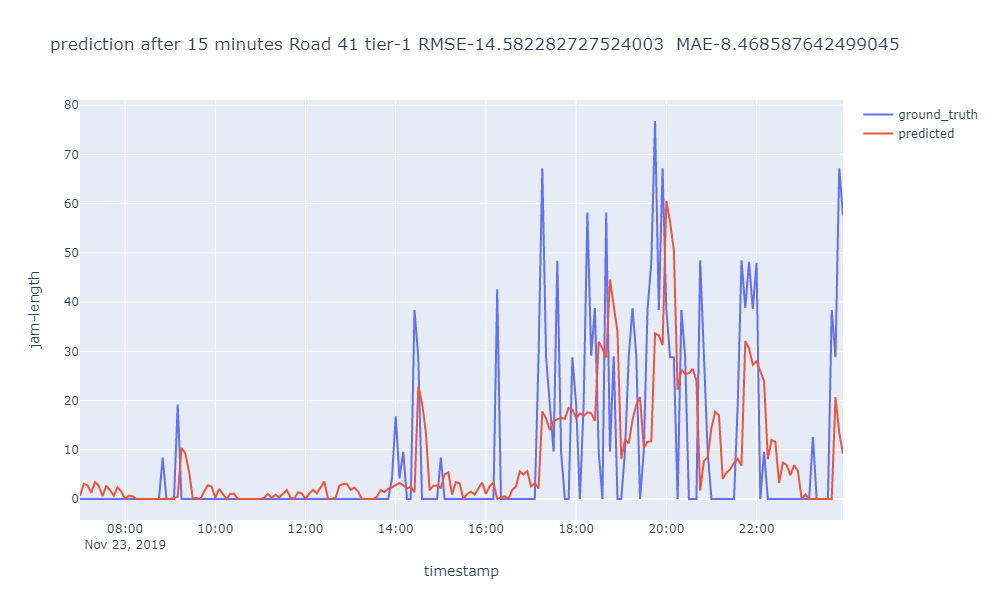 prediction after 15 minutes Road 41 tier-1 RMSE-14.582282727524003  MAE-8.468587642499045
ground_truth
predicted
80
70
60
50
40
30
20
10
0
jam-length
08:00
10:00
12:00
14:00
16:00
18:00
20:00
22:00
Nov 23, 2019
timestamp